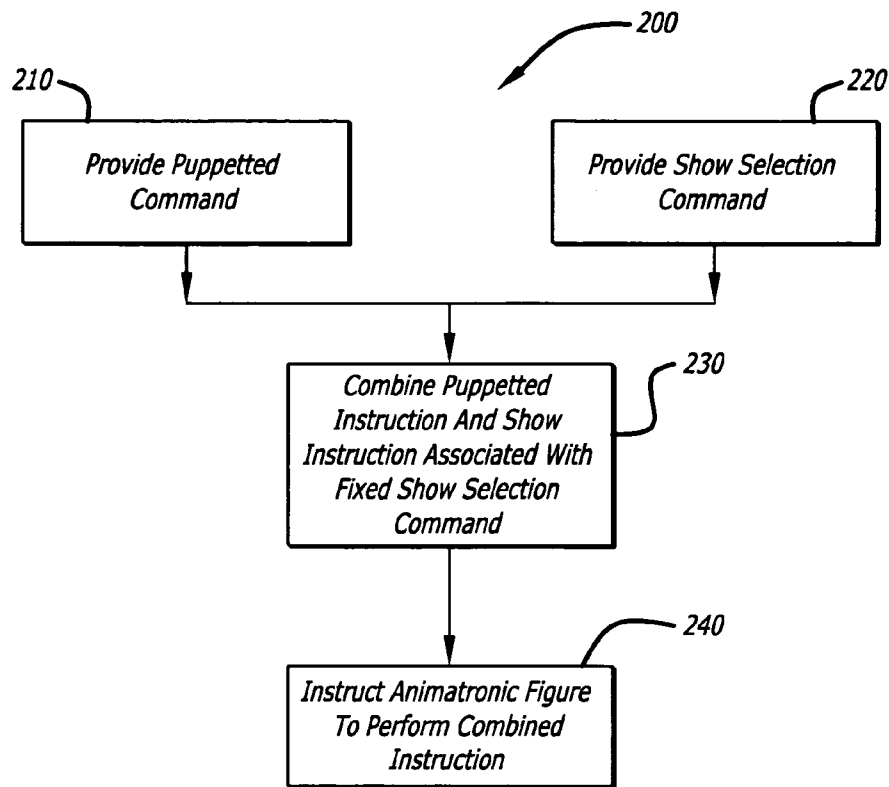 200
210
220
Provide Puppetted
Command
Provide Show Selection
Command
230
Combine Puppetted
Instruction And Show
Instruction Associated With
Fixed Show Selection
Command
240
Instruct Animatronic Figure
To Perform Combined
Instruction